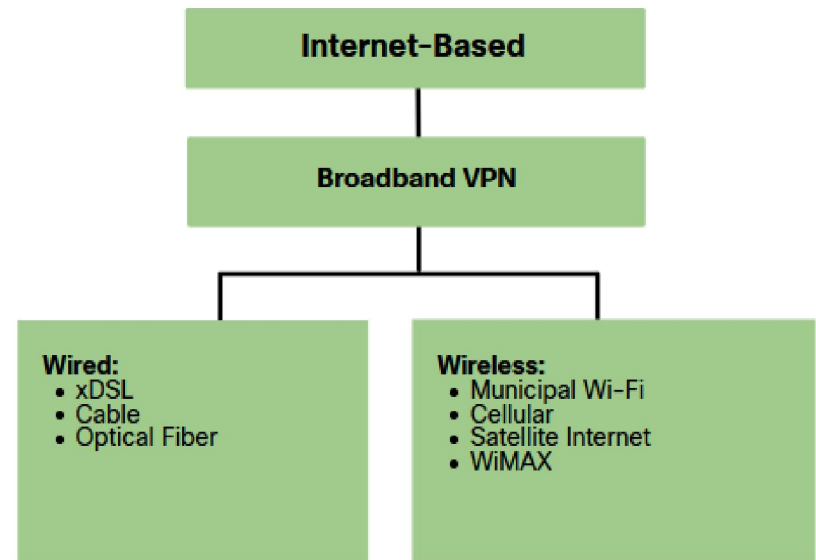 Internet-Based
Broadband VPN
Wired:
• xDSL
• Cable
• Optical Fiber
Wireless:
• Municipal Wi-Fi
• Cellular
• Satellite Internet
• WiMAX